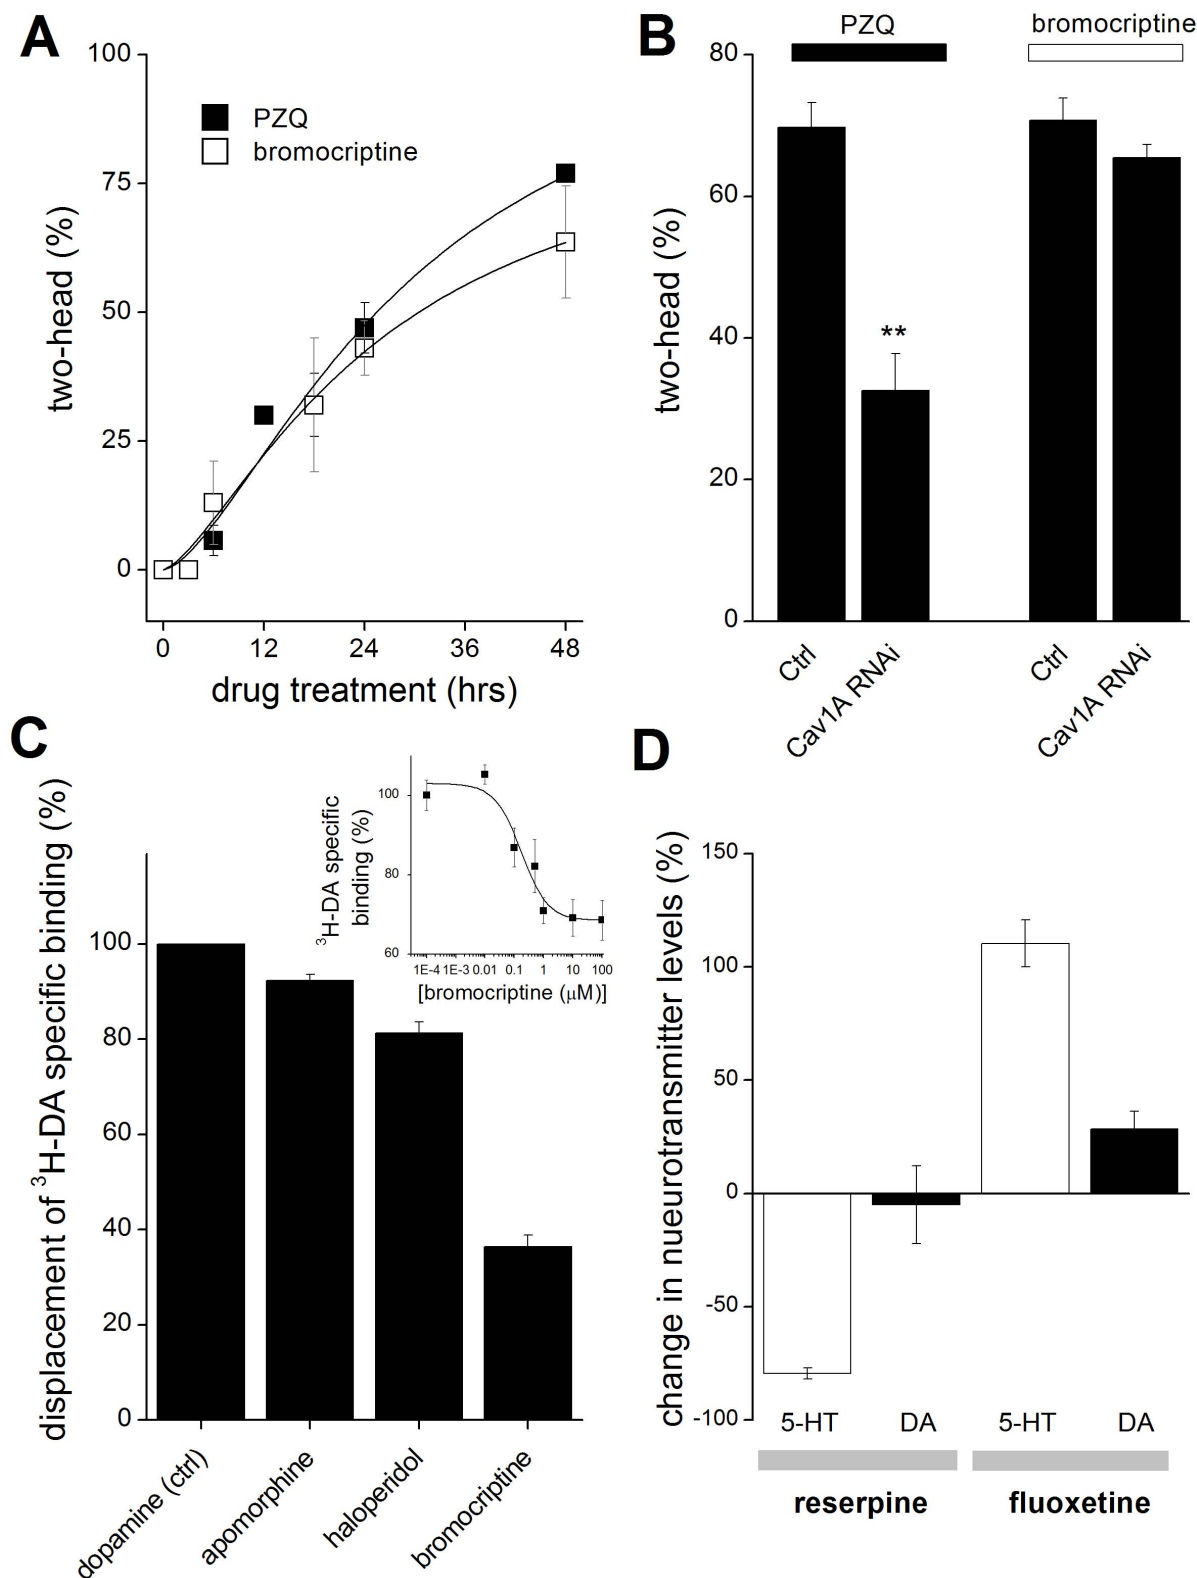 A
100
75
50
25
0
two-head (%)
PZQ
bromocriptine
0 12 24 36 48
drug treatment (hrs)
B
PZQ
bromocriptine
80
60
40
20
0
two-head (%)
**
Ctrl
Cav1A RNAi
Ctrl
Cav1A RNAi
C
displacement of ³H-DA specific binding (%)
100
80
60
40
20
0
dopamine (ctrl)
apomorphine
haloperidol
bromocriptine
³H-DA specific
binding (%)
100
80
60
1E-4 1E-3 0.01 0.1 1 10 100
[bromocriptine (μM)]
D
change in nueurotransmitter levels (%)
150
100
50
0
-50
-100
5-HT DA 5-HT DA
reserpine fluoxetine